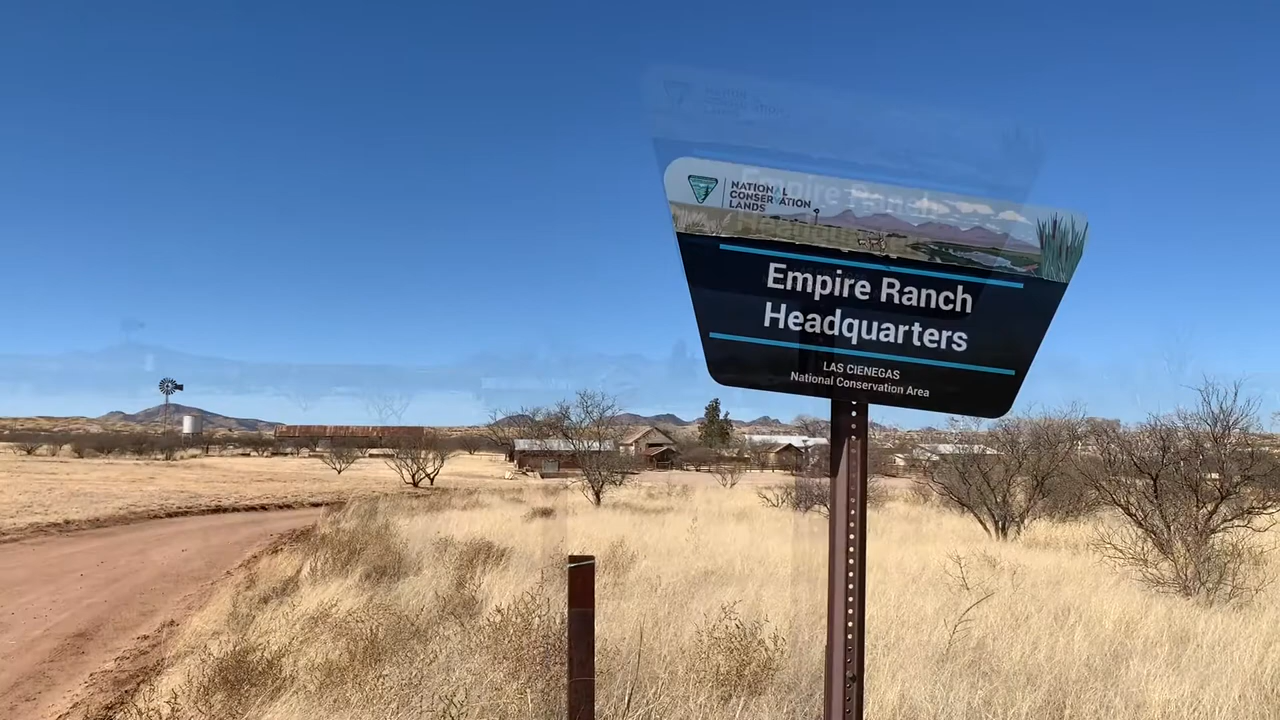 NATIONAL
CONSERVATION
LANDS
Empire Ranch
Headquarters
LAS CIENEGAS
National Conservation Area